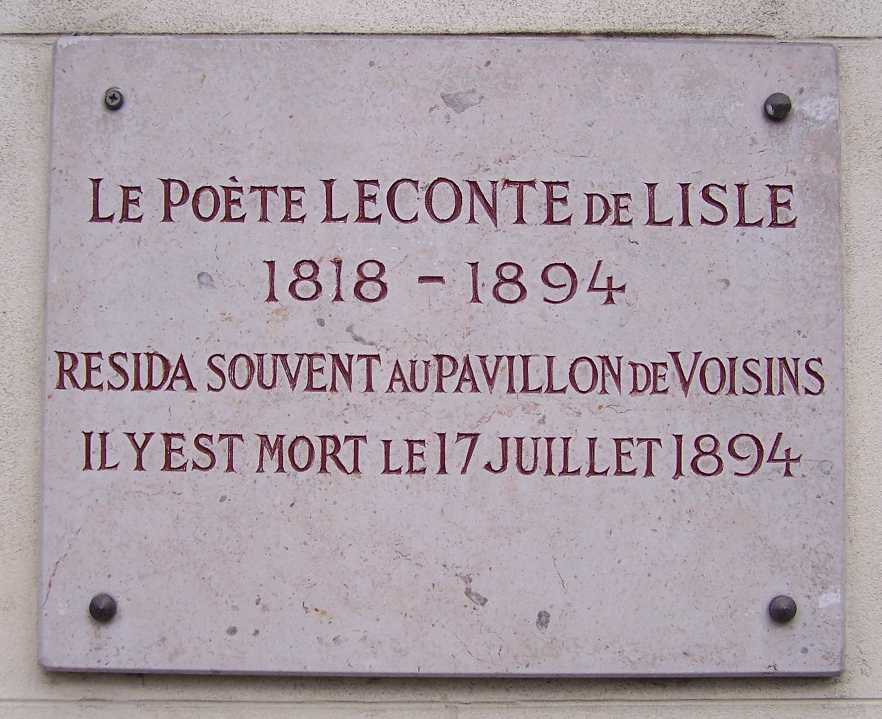 LE POÈTE LECONTE DE LISLE
1818 - 1894
RESIDA SOUVENT AU PAVILLON DE VOISINS
IL Y EST MORT LE 17 JUILLET 1894